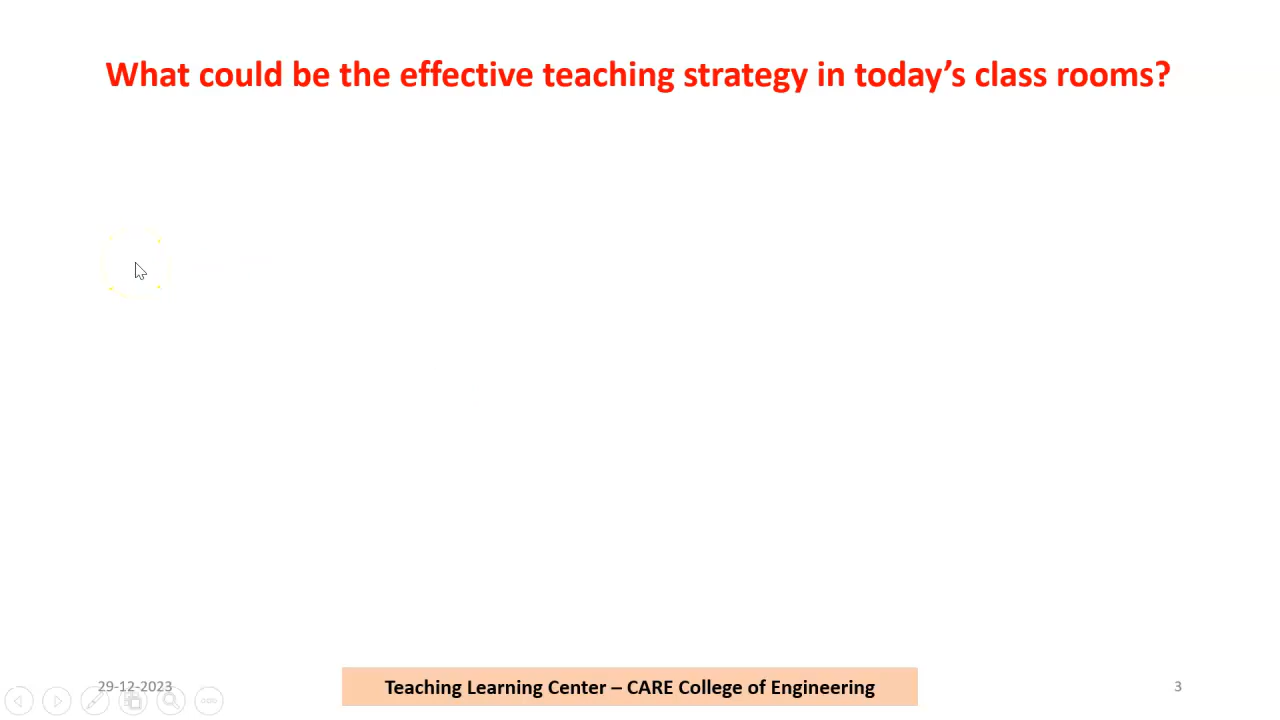 What could be the effective teaching strategy in today’s class rooms?
29-12-2023
Teaching Learning Center – CARE College of Engineering
3